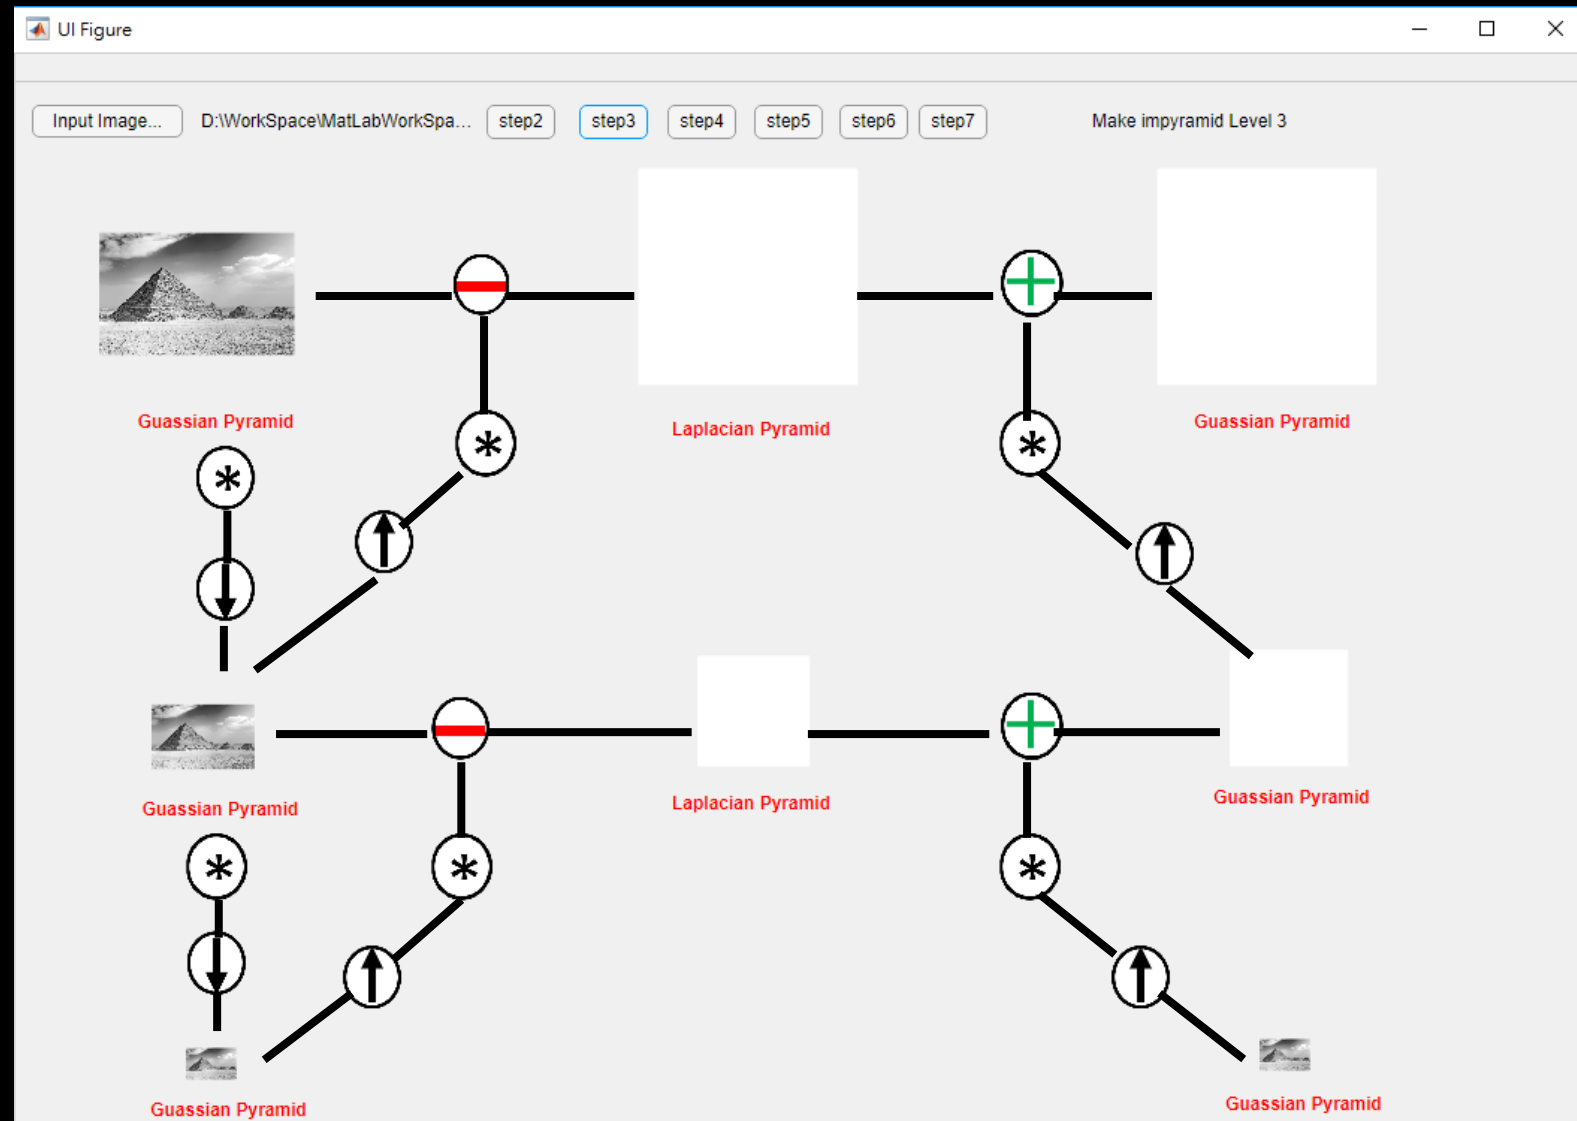 UI Figure
Input Image... D:\WorkSpace\MatLabWorkSpa... step2 step3 step4 step5 step6 step7 Make impyramid Level 3
Guassian Pyramid
Laplacian Pyramid
Guassian Pyramid
*
*
*
Guassian Pyramid
Laplacian Pyramid
Guassian Pyramid
*
*
*
Guassian Pyramid
Guassian Pyramid